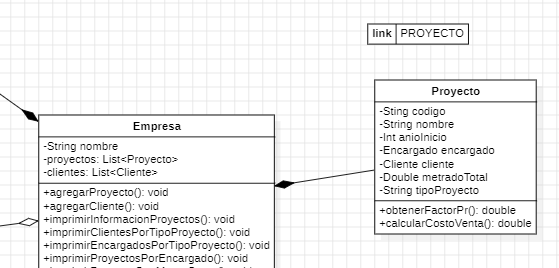 link PROYECTO
Proyecto
-String codigo
-String nombre
-Int anioInicio
-Encargado encargado
-Cliente cliente
-Double metradoTotal
-String tipoProyecto
+obtenerFactorPr(): double
+calcularCostoVenta(): double
Empresa
-String nombre
-proyectos: List<Proyecto>
-clientes: List<Cliente>
+agregarProyecto(): void
+agregarCliente(): void
+imprimirInformacionProyectos(): void
+imprimirClientesPorTipoProyecto(): void
+imprimirEncargadosPorTipoProyecto(): void
+imprimirProyectosPorEncargado(): void